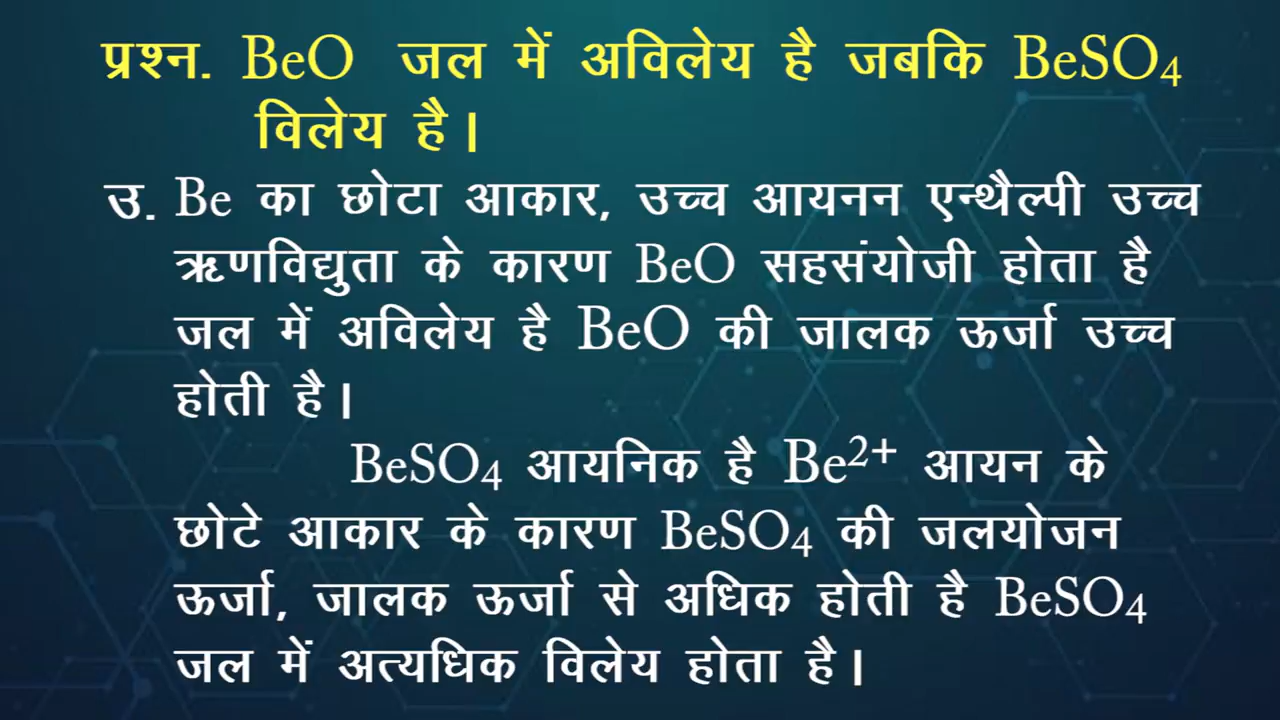 प्रश्न. BeO जल में अविलेय है जबकि BeSO₄
विलेय है।
उ. Be का छोटा आकार, उच्च आयनन एन्थैल्पी उच्च
ऋणविद्युता के कारण BeO सहसंयोजी होता है
जल में अविलेय है BeO की जालक ऊर्जा उच्च
होती है।
BeSO₄ आयनिक है Be²⁺ आयन के
छोटे आकार के कारण BeSO₄ की जलयोजन
ऊर्जा, जालक ऊर्जा से अधिक होती है BeSO₄
जल में अत्यधिक विलेय होता है।